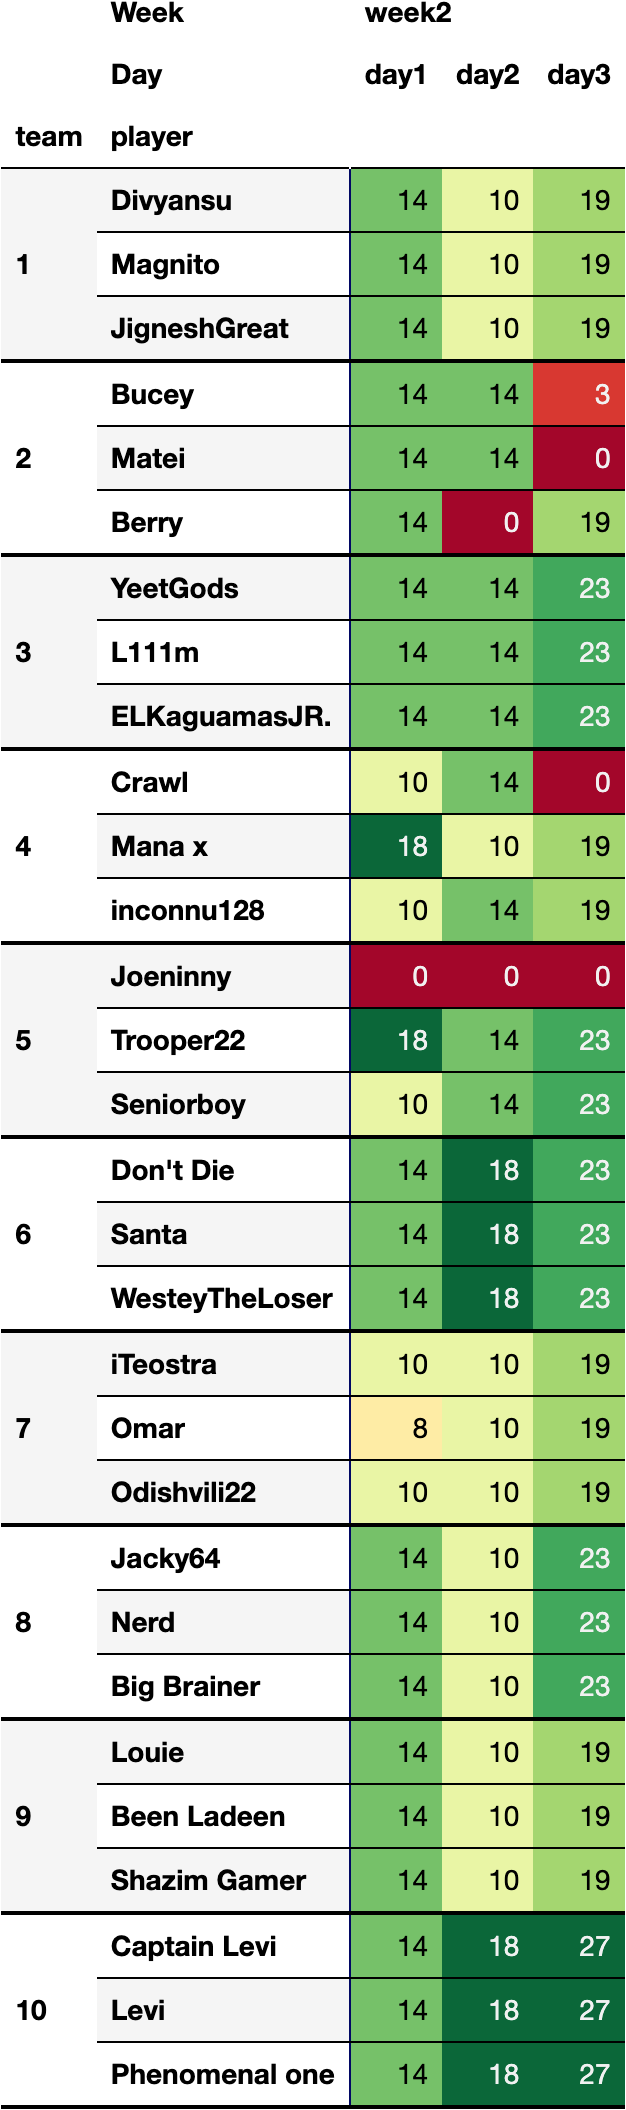 Week week2
Day day1 day2 day3
team player
Divyansu 14 10 19
1 Magnito 14 10 19
JigneshGreat 14 10 19
Bucey 14 14 3
2 Matei 14 14 0
Berry 14 0 19
YeetGods 14 14 23
3 L111m 14 14 23
ELKaguamasJR. 14 14 23
Crawl 10 14 0
4 Mana x 18 10 19
inconnu128 10 14 19
Joeninny 0 0 0
5 Trooper22 18 14 23
Seniorboy 10 14 23
Don't Die 14 18 23
6 Santa 14 18 23
WesteyTheLoser 14 18 23
iTeostra 10 10 19
7 Omar 8 10 19
Odishvili22 10 10 19
Jacky64 14 10 23
8 Nerd 14 10 23
Big Brainer 14 10 23
Louie 14 10 19
9 Been Ladeen 14 10 19
Shazim Gamer 14 10 19
Captain Levi 14 18 27
10 Levi 14 18 27
Phenomenal one 14 18 27